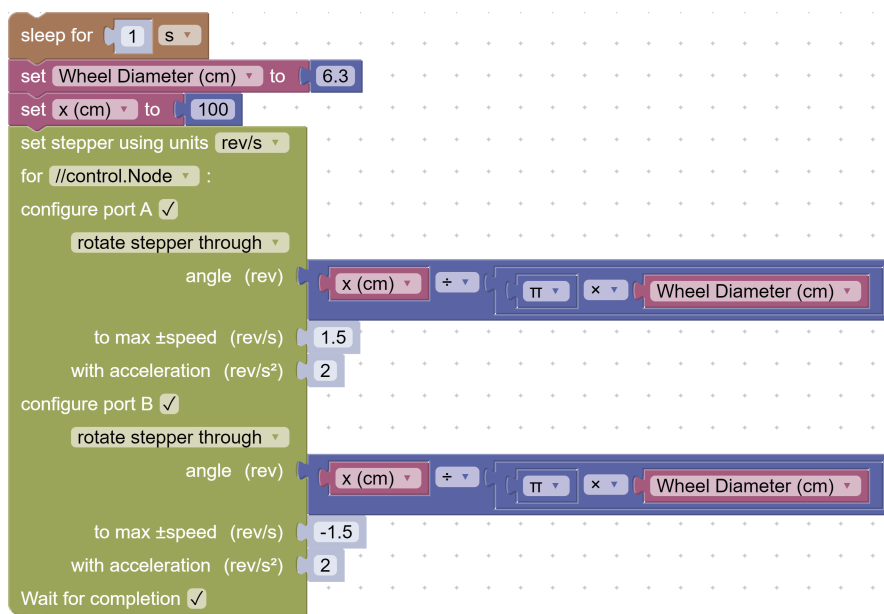 sleep for 1 s
set Wheel Diameter (cm) to 6.3
set x (cm) to 100
set stepper using units rev/s
for //control.Node :
configure port A ✓
rotate stepper through
angle (rev) x (cm) ÷ π × Wheel Diameter (cm)
to max ±speed (rev/s) 1.5
with acceleration (rev/s²) 2
configure port B ✓
rotate stepper through
angle (rev) x (cm) ÷ π × Wheel Diameter (cm)
to max ±speed (rev/s) -1.5
with acceleration (rev/s²) 2
Wait for completion ✓